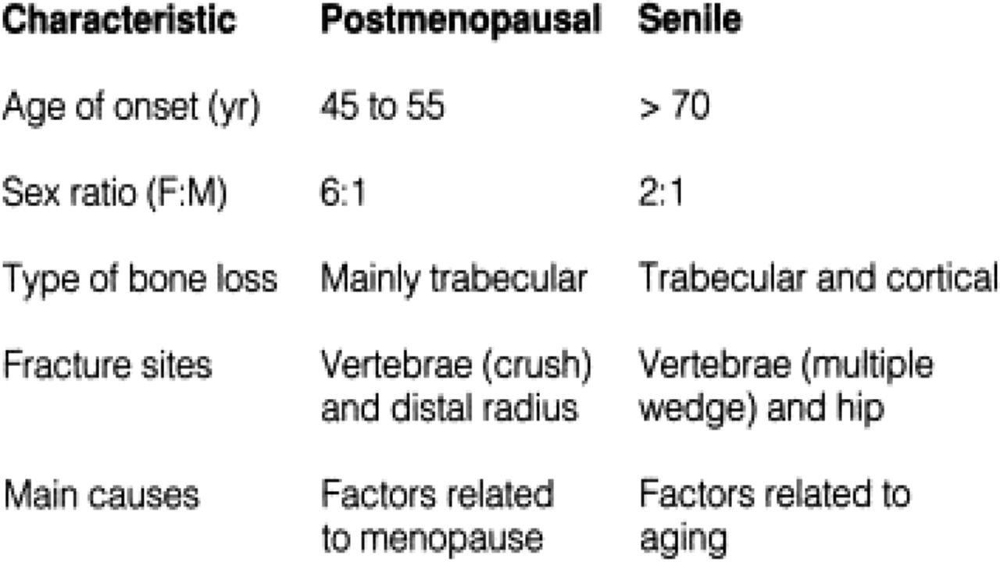 Characteristic Postmenopausal Senile
Age of onset (yr) 45 to 55 > 70
Sex ratio (F:M) 6:1 2:1
Type of bone loss Mainly trabecular Trabecular and cortical
Fracture sites Vertebrae (crush) Vertebrae (multiple
and distal radius wedge) and hip
Main causes Factors related Factors related to
to menopause aging